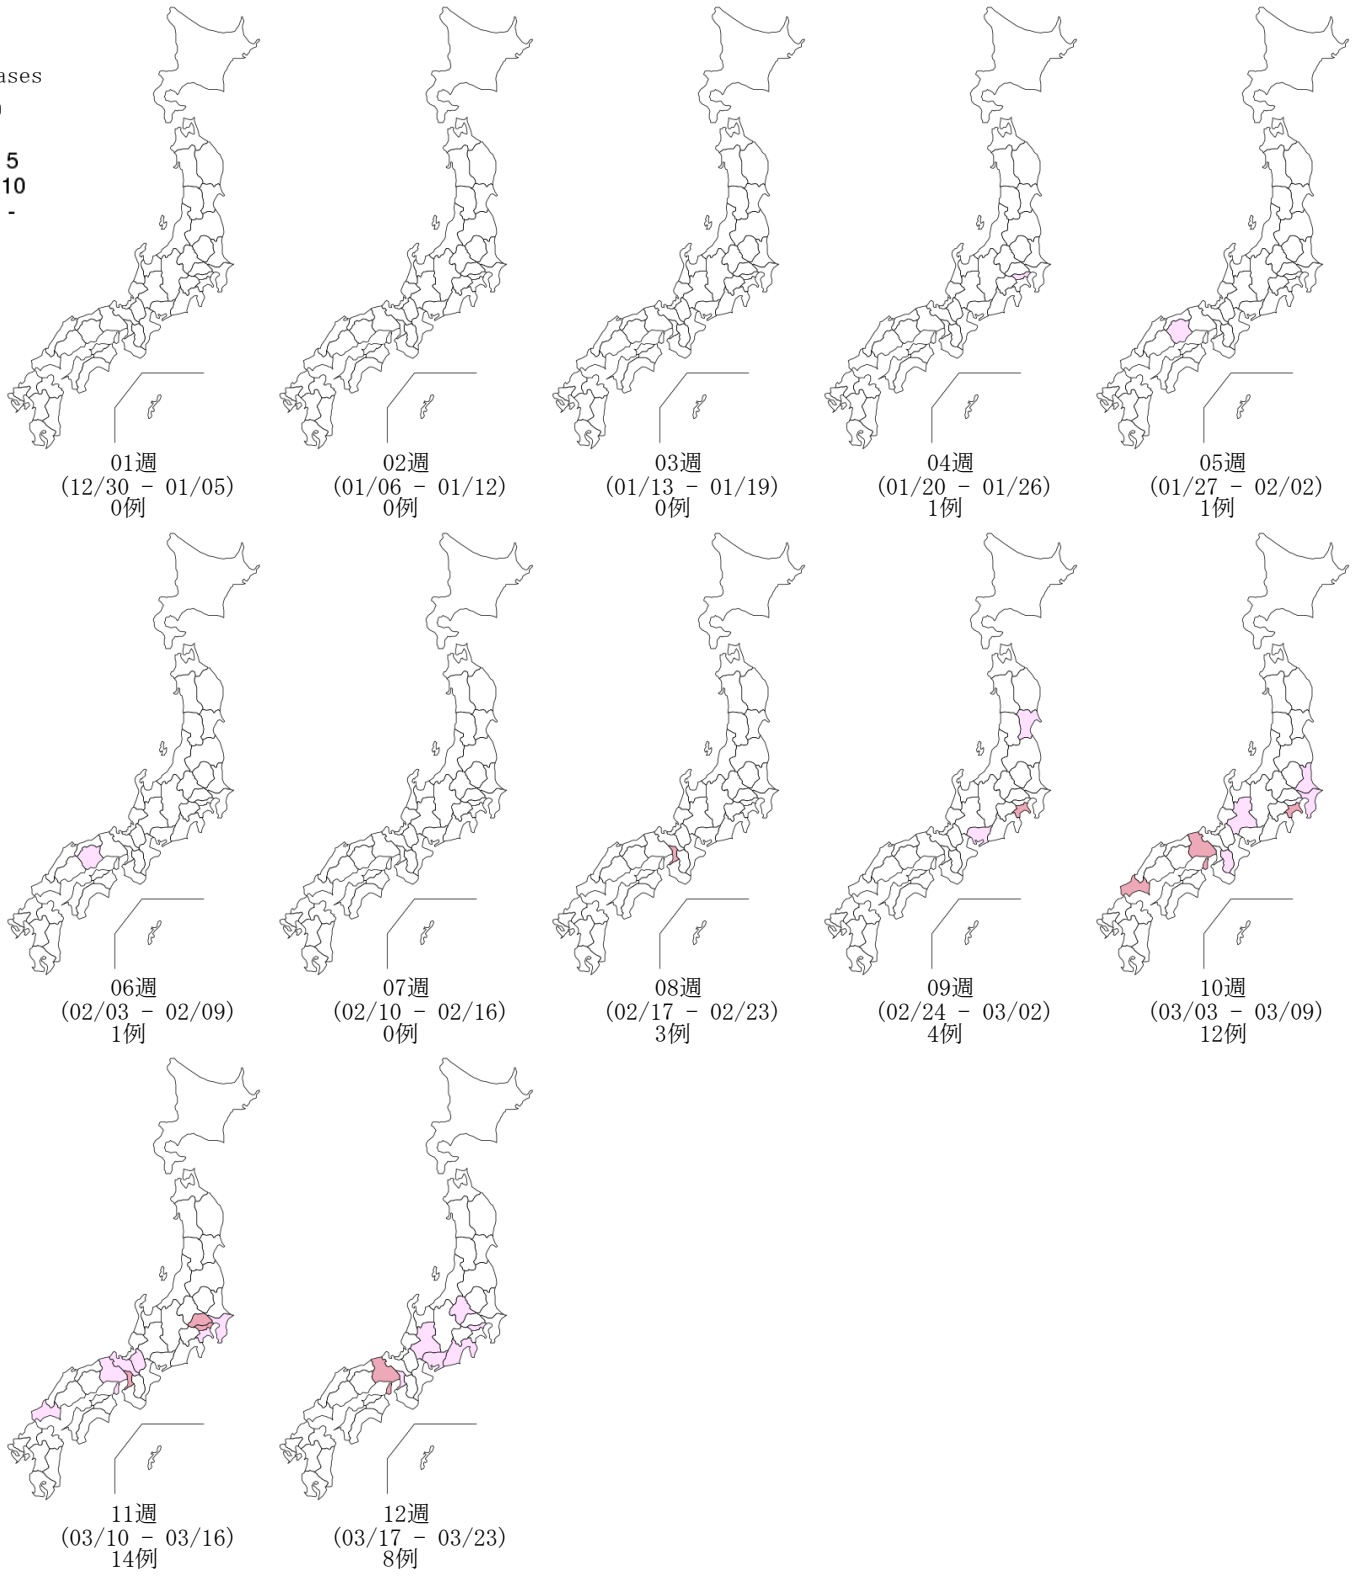 ases
5
10
-
01週
(12/30 - 01/05)
0例
02週
(01/06 - 01/12)
0例
03週
(01/13 - 01/19)
0例
04週
(01/20 - 01/26)
1例
05週
(01/27 - 02/02)
1例
06週
(02/03 - 02/09)
1例
07週
(02/10 - 02/16)
0例
08週
(02/17 - 02/23)
3例
09週
(02/24 - 03/02)
4例
10週
(03/03 - 03/09)
12例
11週
(03/10 - 03/16)
14例
12週
(03/17 - 03/23)
8例